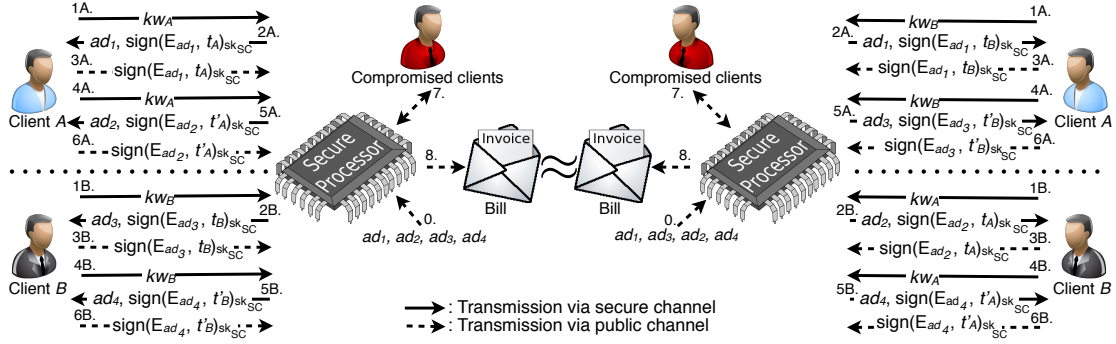 1A.
kwA
2A.
ad1, sign(Ead1, tA)skSC
3A.
sign(Ead1, tA)skSC
4A.
kwA
Client A
5A.
ad2, sign(Ead2, t'A)skSC
6A.
sign(Ead2, t'A)skSC
1B.
kwB
2B.
ad3, sign(Ead3, tB)skSC
3B.
sign(Ead3, tB)skSC
4B.
kwB
Client B
5B.
ad4, sign(Ead4, t'B)skSC
6B.
sign(Ead4, t'B)skSC
Compromised clients
7.
Secure
Processor
8.
Invoice
Bill
0.
ad1, ad2, ad3, ad4
≈
Compromised clients
7.
Secure
Processor
8.
Invoice
Bill
0.
ad1, ad3, ad2, ad4
: Transmission via secure channel
: Transmission via public channel
1A.
kwB
2A.
ad1, sign(Ead1, tB)skSC
3A.
sign(Ead1, tB)skSC
4A.
kwB
Client A
5A.
ad3, sign(Ead3, t'B)skSC
6A.
sign(Ead3, t'B)skSC
1B.
kwA
2B.
ad2, sign(Ead2, tA)skSC
3B.
sign(Ead2, tA)skSC
4B.
kwA
Client B
5B.
ad4, sign(Ead4, t'A)skSC
6B.
sign(Ead4, t'A)skSC